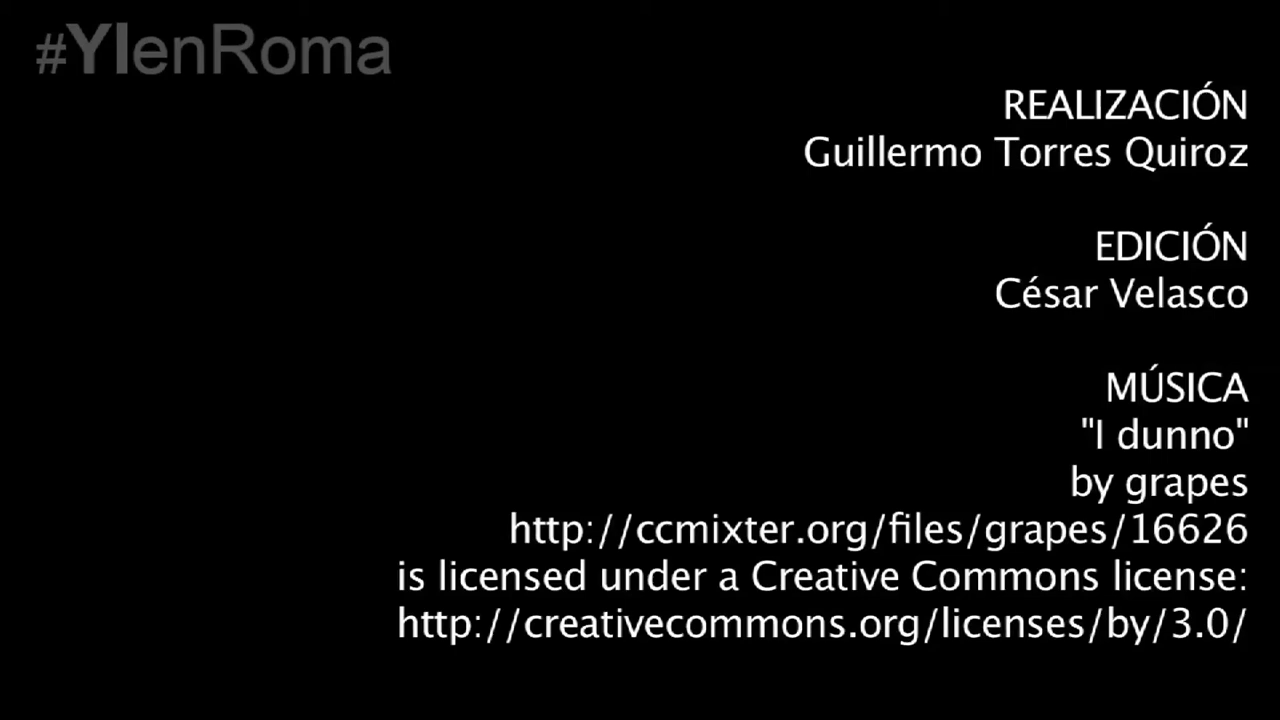 #YIenRoma
REALIZACIÓN
Guillermo Torres Quiroz
EDICIÓN
César Velasco
MÚSICA
"I dunno"
by grapes
http://ccmixter.org/files/grapes/16626
is licensed under a Creative Commons license:
http://creativecommons.org/licenses/by/3.0/